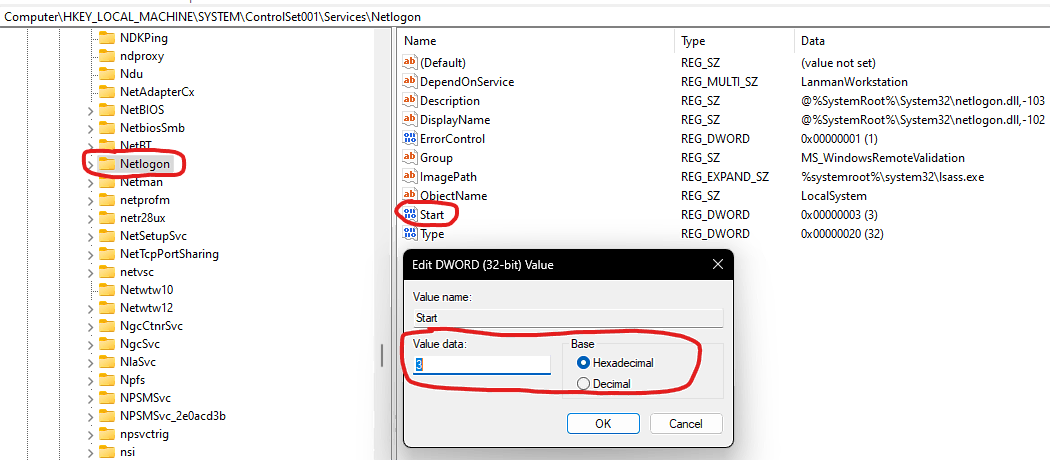 Computer\HKEY_LOCAL_MACHINE\SYSTEM\ControlSet001\Services\Netlogon
NDKPing
ndproxy
Ndu
NetAdapterCx
NetBIOS
NetbiosSmb
NetBT
Netlogon
Netman
netprofm
netr28ux
NetSetupSvc
NetTcpPortSharing
netvsc
Netwtw10
Netwtw12
NgcCtnrSvc
NgcSvc
NlaSvc
Npfs
NPSMSvc
NPSMSvc_2e0acd3b
npsvctrig
nsi
Name Type Data
(Default) REG_SZ (value not set)
DependOnService REG_MULTI_SZ LanmanWorkstation
Description REG_SZ @%SystemRoot%\System32\netlogon.dll,-103
DisplayName REG_SZ @%SystemRoot%\System32\netlogon.dll,-102
ErrorControl REG_DWORD 0x00000001 (1)
Group REG_SZ MS_WindowsRemoteValidation
ImagePath REG_EXPAND_SZ %systemroot%\system32\lsass.exe
ObjectName REG_SZ LocalSystem
Start REG_DWORD 0x00000003 (3)
Type REG_DWORD 0x00000020 (32)
Edit DWORD (32-bit) Value
Value name:
Start
Value data:
3
Base
Hexadecimal
Decimal
OK Cancel